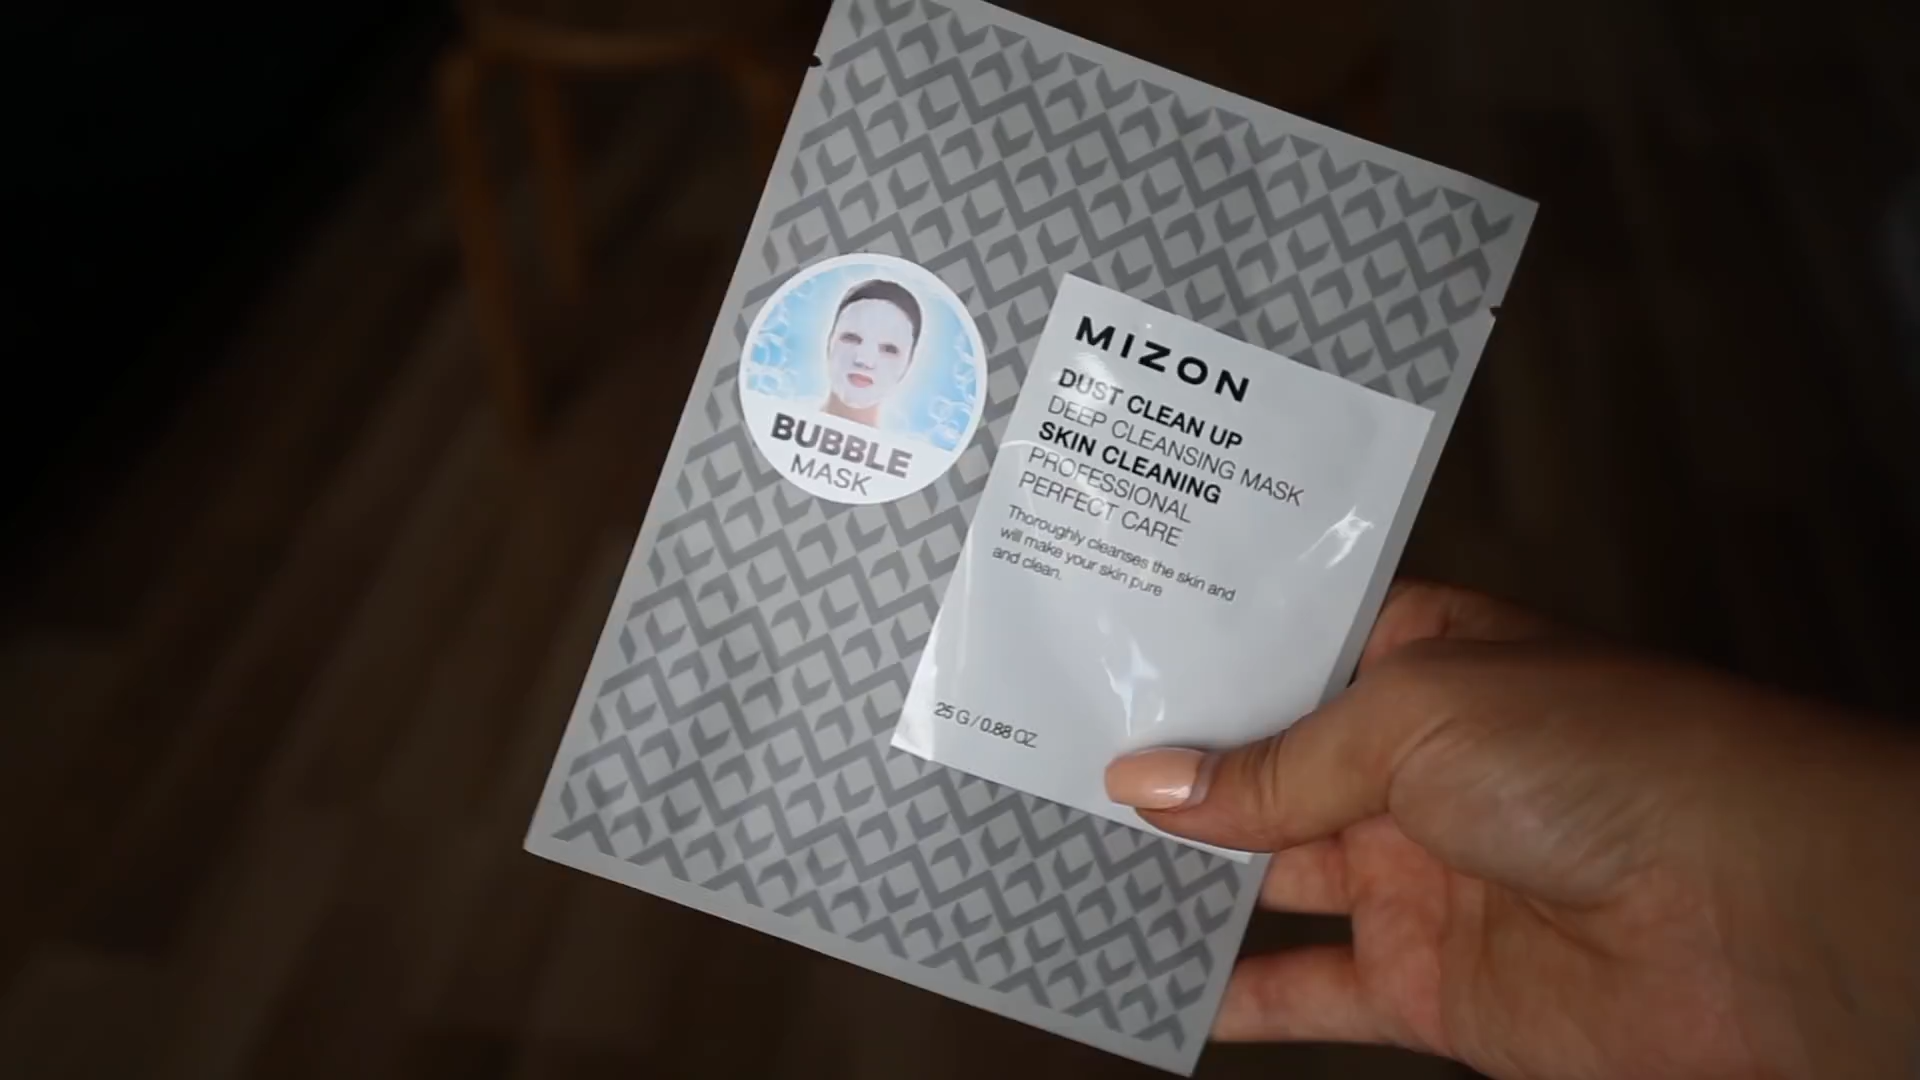 BUBBLE
MASK
MIZON
DUST CLEAN UP
DEEP CLEANSING MASK
SKIN CLEANING
PROFESSIONAL
PERFECT CARE
Thoroughly cleanses the skin and
will make your skin pure
and clean.
25 G / 0.88 OZ